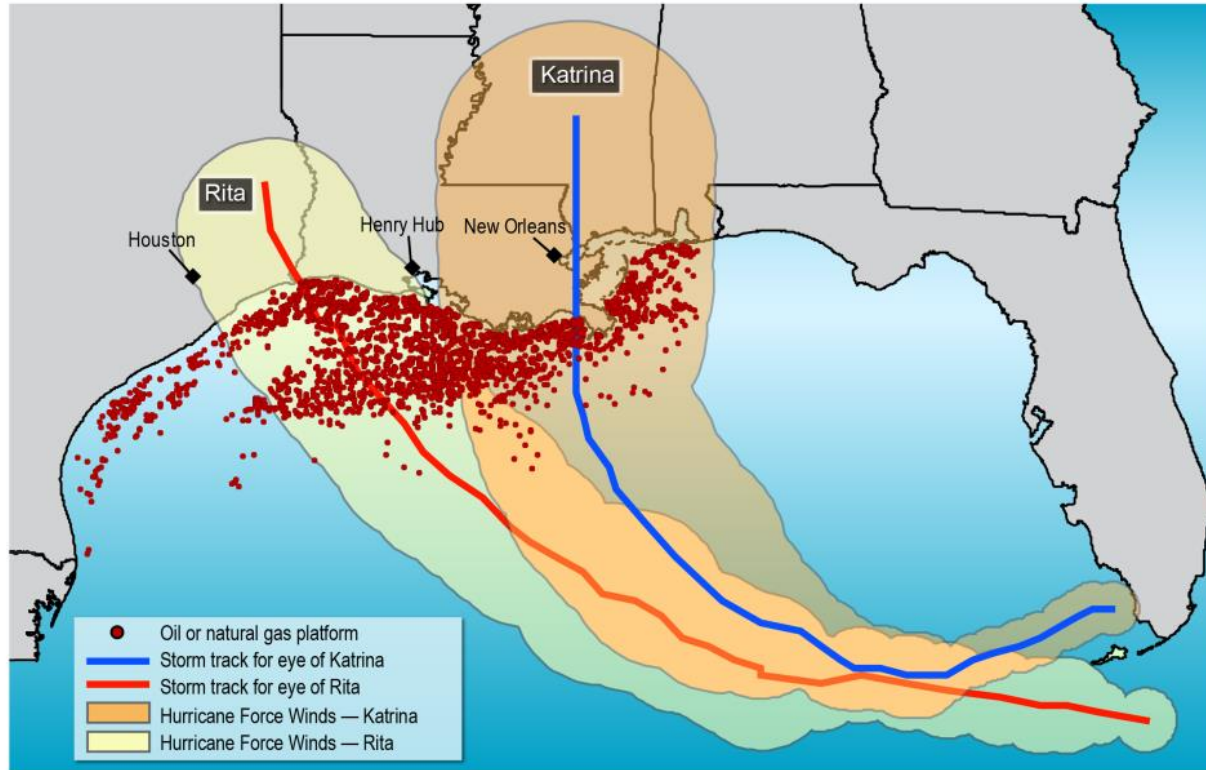 Katrina
Rita
Houston
Henry Hub
New Orleans
Oil or natural gas platform
Storm track for eye of Katrina
Storm track for eye of Rita
Hurricane Force Winds — Katrina
Hurricane Force Winds — Rita